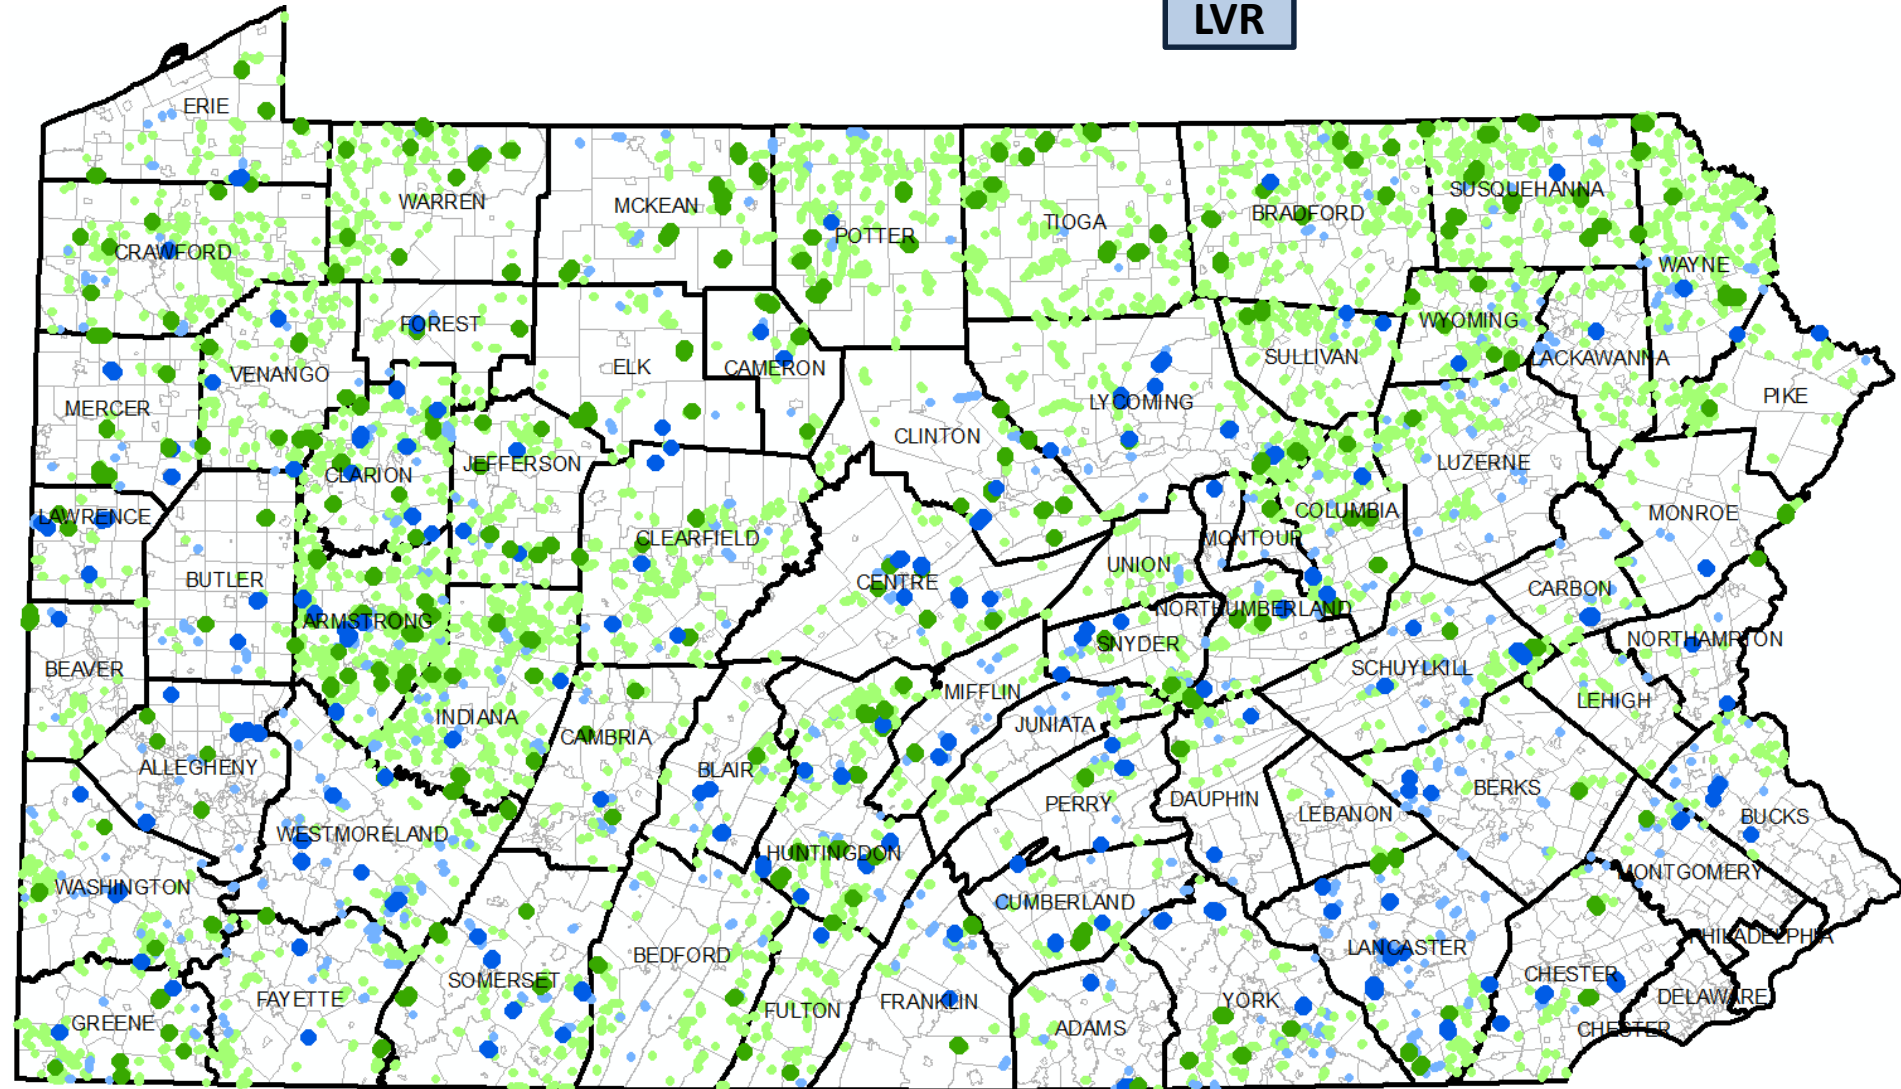 LVR
ERIE
WARREN
MCKEAN
POTTER
TIOGA
BRADFORD
SUSQUEHANNA
WAYNE
CRAWFORD
FOREST
VENANGO
ELK
CAMERON
SULLIVAN
WYOMING
LACKAWANNA
PIKE
MERCER
LYCOMING
CLINTON
CLARION
JEFFERSON
LUZERNE
LAWRENCE
COLUMBIA
MONROE
CLEARFIELD
MONTOUR
UNION
BUTLER
CENTRE
CARBON
ARMSTRONG
NORTHUMBERLAND
SNYDER
NORTHAMPTON
BEAVER
SCHUYLKILL
MIFFLIN
LEHIGH
INDIANA
JUNIATA
CAMBRIA
ALLEGHENY
BLAIR
PERRY
DAUPHIN
BERKS
LEBANON
BUCKS
WESTMORELAND
HUNTINGDON
MONTGOMERY
WASHINGTON
CUMBERLAND
PHILADELPHIA
LANCASTER
BEDFORD
SOMERSET
CHESTER
FAYETTE
FULTON
FRANKLIN
YORK
DELAWARE
GREENE
ADAMS
CHESTER